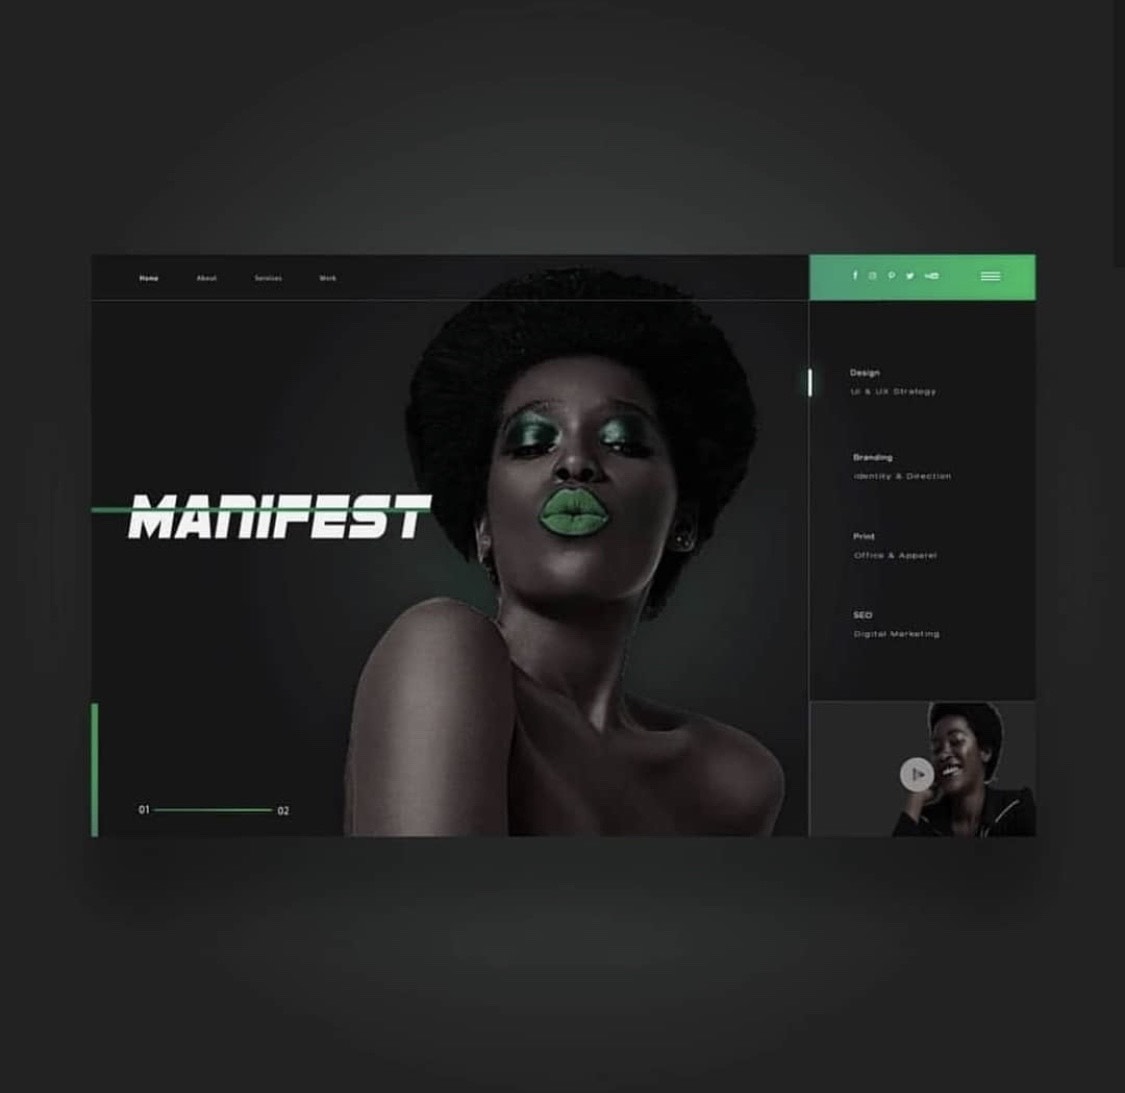 Home About Services Work
f
Design
UI & UX Strategy
Branding
Identity & Direction
MANIFEST
Print
Office & Apparel
SEO
Digital Marketing
01 02